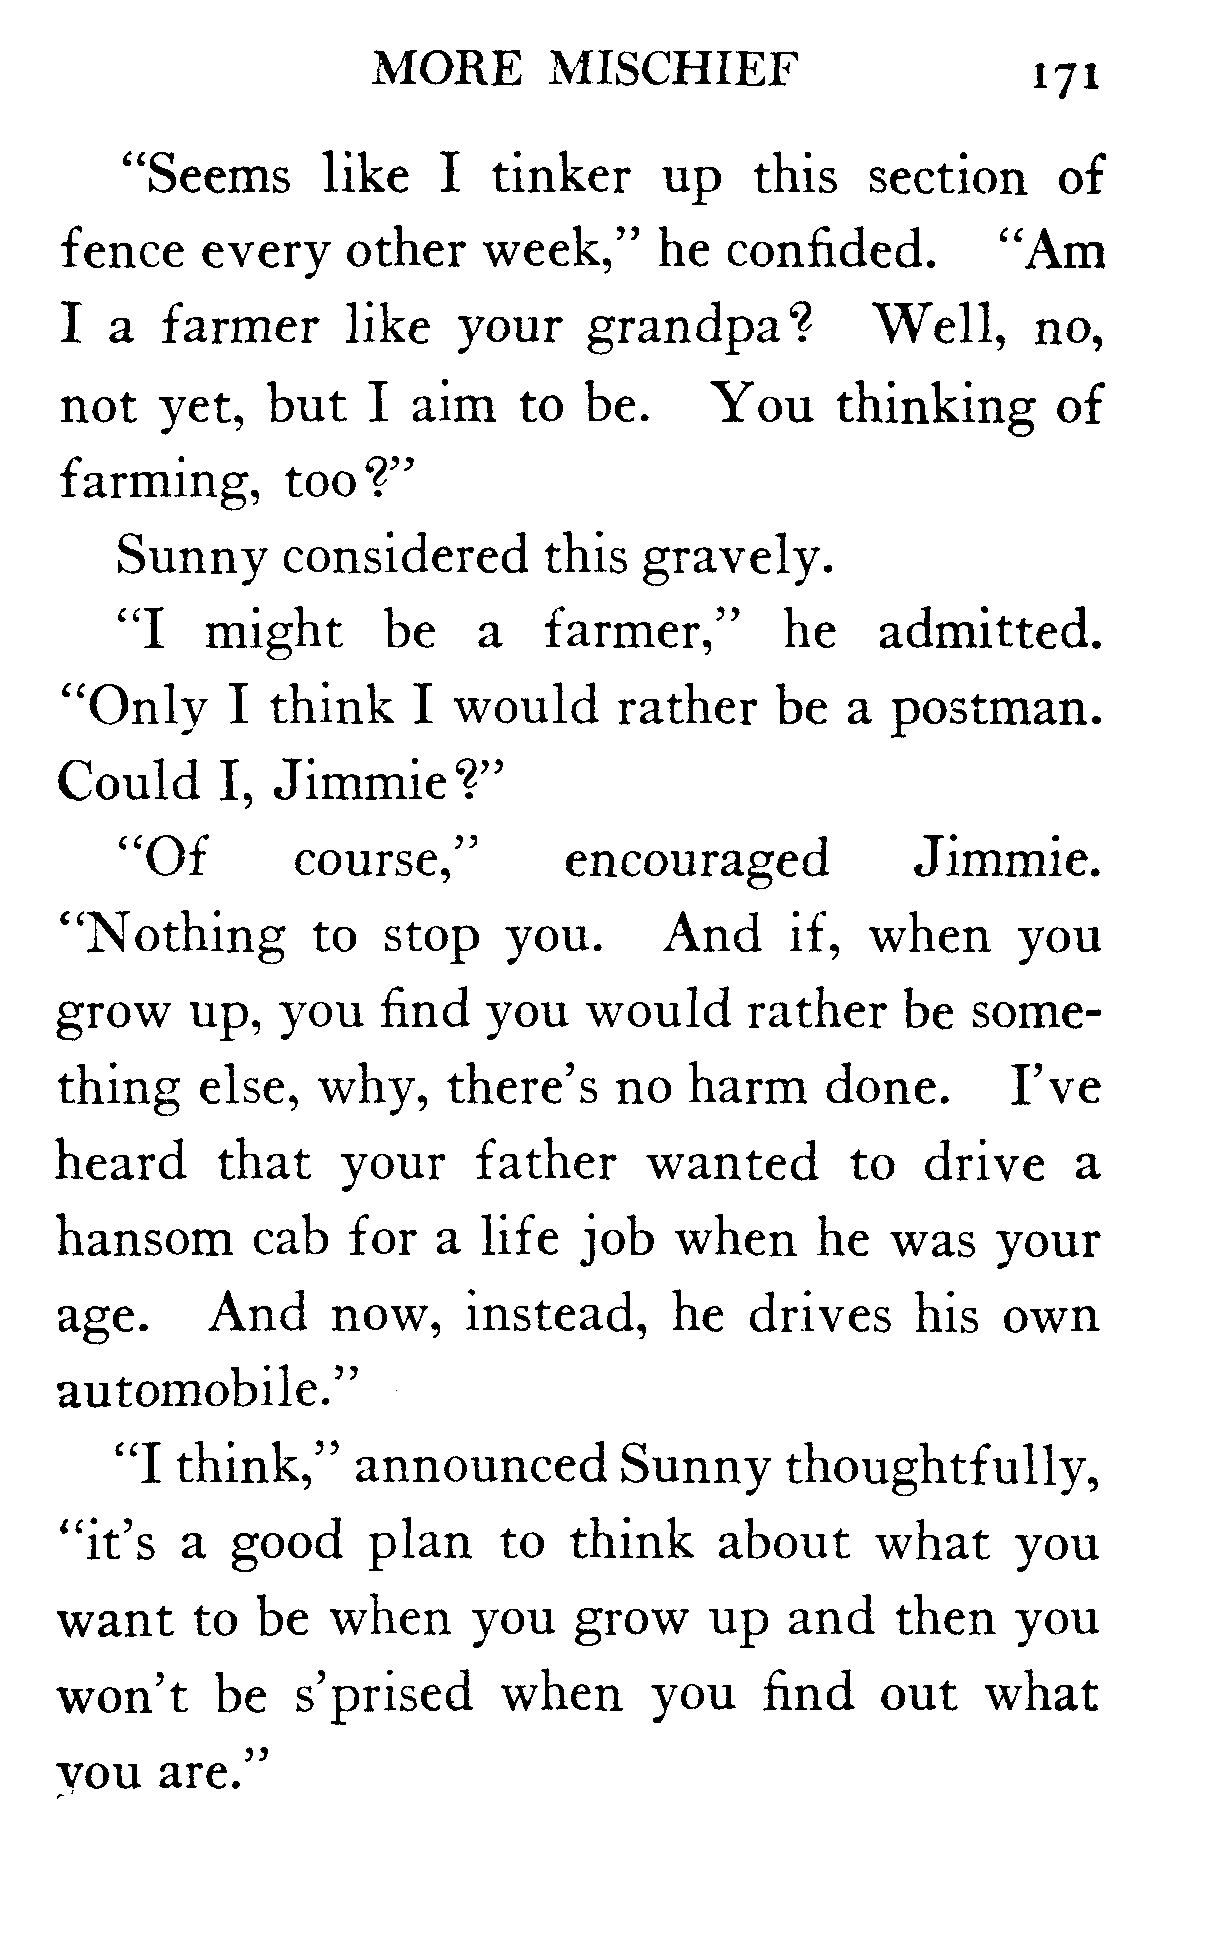 MORE MISCHIEF 171
“Seems like I tinker up this section of
fence every other week,” he confided. “Am
I a farmer like your grandpa? Well, no,
not yet, but I aim to be. You thinking of
farming, too?”
Sunny considered this gravely.
“I might be a farmer,” he admitted.
“Only I think I would rather be a postman.
Could I, Jimmie?”
“Of course,” encouraged Jimmie.
“Nothing to stop you. And if, when you
grow up, you find you would rather be some-
thing else, why, there’s no harm done. I’ve
heard that your father wanted to drive a
hansom cab for a life job when he was your
age. And now, instead, he drives his own
automobile.”
“I think,” announced Sunny thoughtfully,
“it’s a good plan to think about what you
want to be when you grow up and then you
won’t be s’prised when you find out what
you are.”